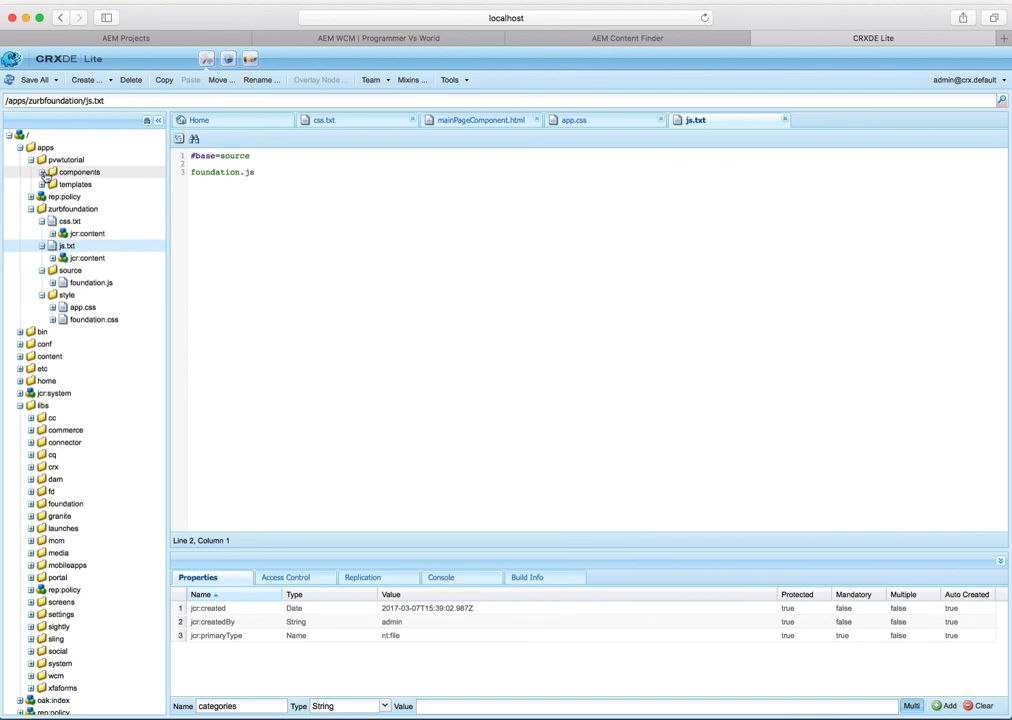 localhost
AEM Projects
AEM WCM | Programmer Vs World
AEM Content Finder
CRXDE Lite
CRXDE | Lite
Save All
Create ...
Delete
Copy
Paste
Move ...
Rename ...
Overlay Node ...
Team
Mixins ...
Tools
admin@crx.default
/apps/zurbfoundation/js.txt
Home
css.txt
mainPageComponent.html
app.css
js.txt
/
apps
pvwtutorial
components
templates
rep:policy
zurbfoundation
css.txt
jcr:content
js.txt
jcr:content
source
foundation.js
style
app.css
foundation.css
bin
conf
content
etc
home
jcr:system
libs
cc
commerce
connector
cq
crx
dam
fd
foundation
granite
launches
mcm
media
mobileapps
portal
rep:policy
screens
settings
sightly
sling
social
system
wcm
xfaforms
oak:index
rep:policy
1 #base=source
2
3 foundation.js
Line 2, Column 1
Properties
Access Control
Replication
Console
Build Info
Name Type Value Protected Mandatory Multiple Auto Created
1 jcr:created Date 2017-03-07T15:39:02.987Z true false false true
2 jcr:createdBy String admin true false false true
3 jcr:primaryType Name nt:file true true false true
Name categories Type String Value Multi Add Clear